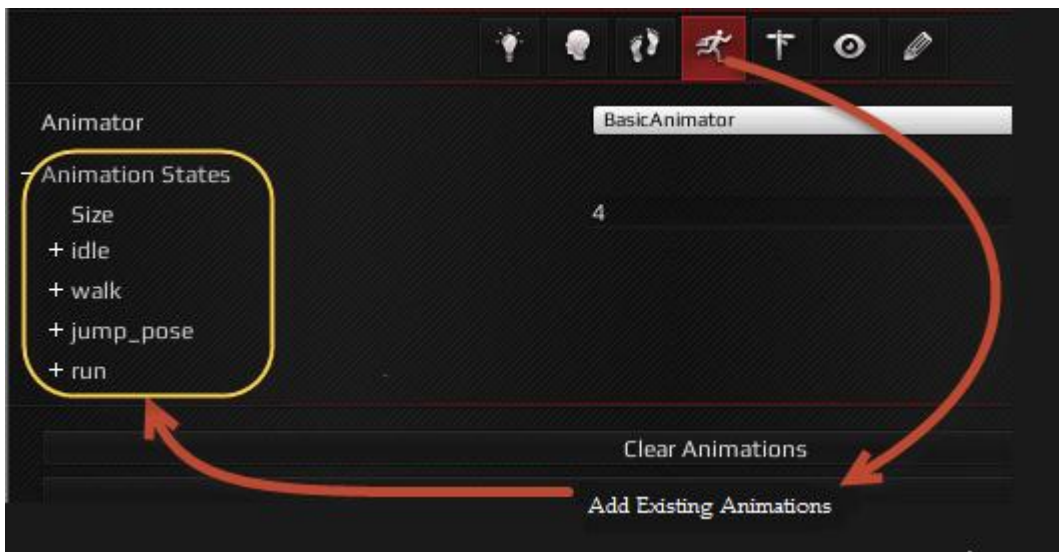 Animator BasicAnimator
- Animation States
Size 4
+ idle
+ walk
+ jump_pose
+ run
Clear Animations
Add Existing Animations